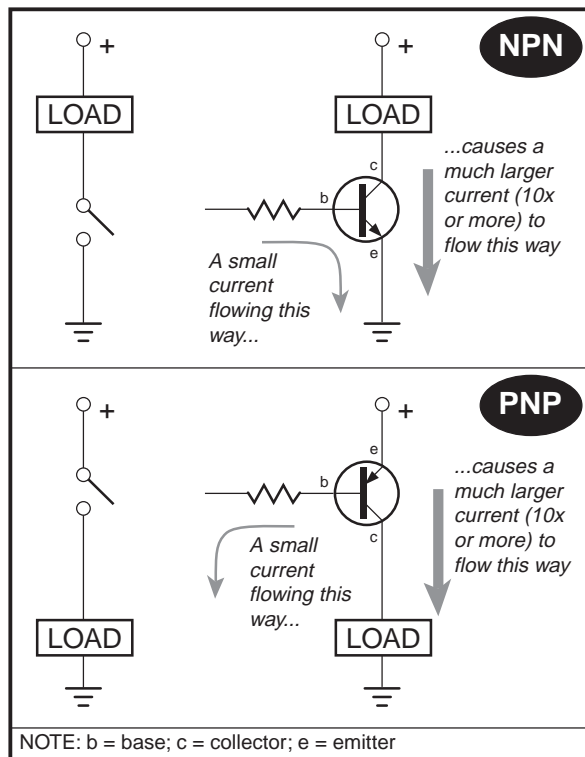 NPN
+
+
LOAD
LOAD
c
b
e
...causes a
much larger
current (10x
or more) to
flow this way
A small
current
flowing this
way...
PNP
+
+
e
b
c
...causes a
much larger
current (10x
or more) to
flow this way
A small
current
flowing this
way...
LOAD
LOAD
NOTE: b = base; c = collector; e = emitter